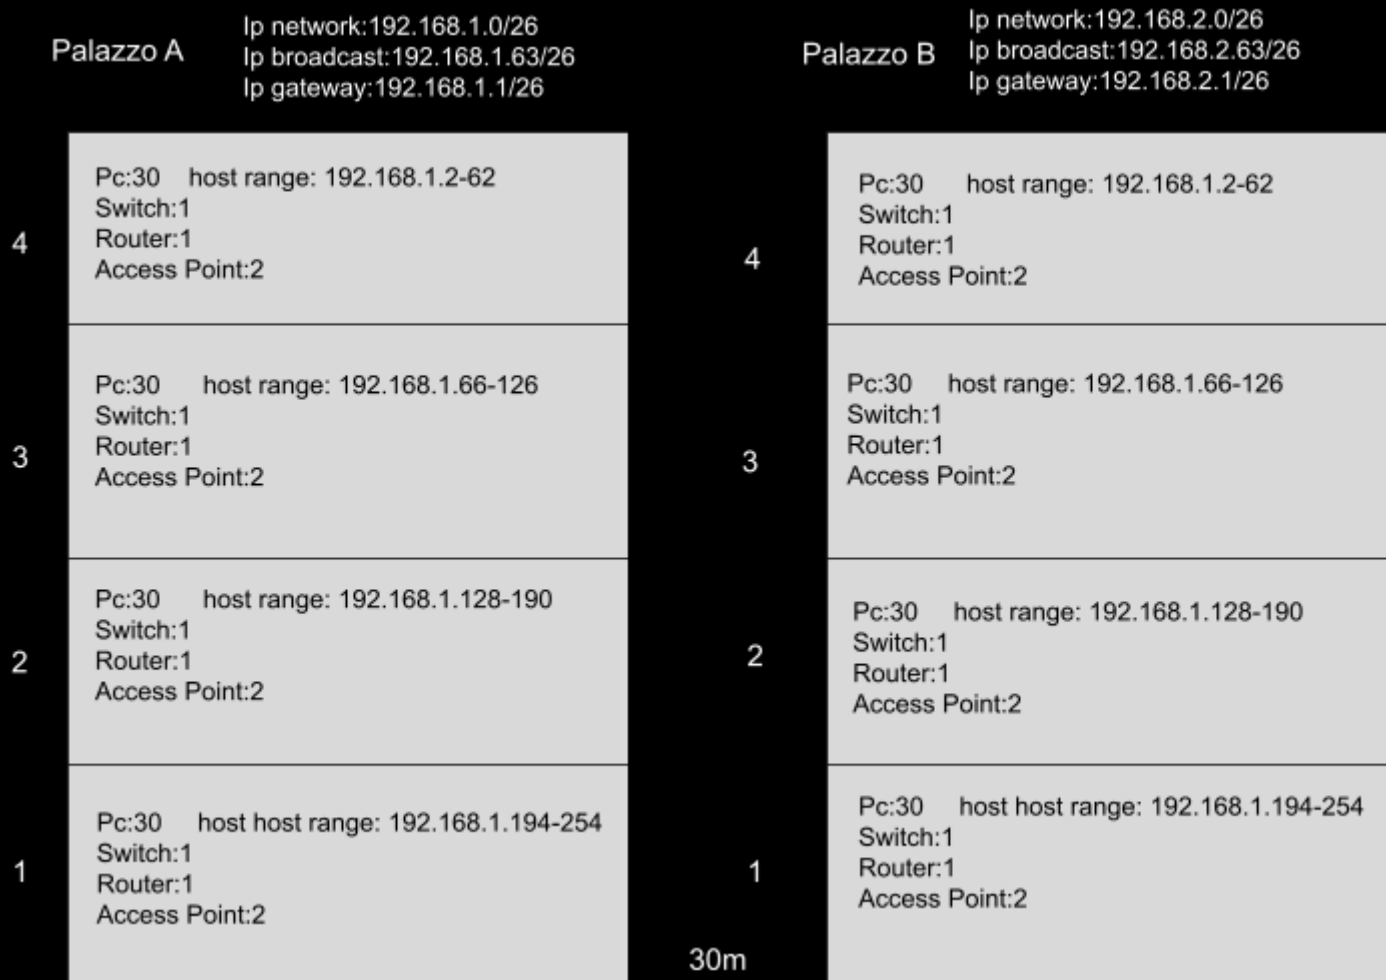 Palazzo A
Ip network:192.168.1.0/26
Ip broadcast:192.168.1.63/26
Ip gateway:192.168.1.1/26
4
Pc:30 host range: 192.168.1.2-62
Switch:1
Router:1
Access Point:2
3
Pc:30 host range: 192.168.1.66-126
Switch:1
Router:1
Access Point:2
2
Pc:30 host range: 192.168.1.128-190
Switch:1
Router:1
Access Point:2
1
Pc:30 host host range: 192.168.1.194-254
Switch:1
Router:1
Access Point:2
30m
Palazzo B
Ip network:192.168.2.0/26
Ip broadcast:192.168.2.63/26
Ip gateway:192.168.2.1/26
4
Pc:30 host range: 192.168.1.2-62
Switch:1
Router:1
Access Point:2
3
Pc:30 host range: 192.168.1.66-126
Switch:1
Router:1
Access Point:2
2
Pc:30 host range: 192.168.1.128-190
Switch:1
Router:1
Access Point:2
1
Pc:30 host host range: 192.168.1.194-254
Switch:1
Router:1
Access Point:2